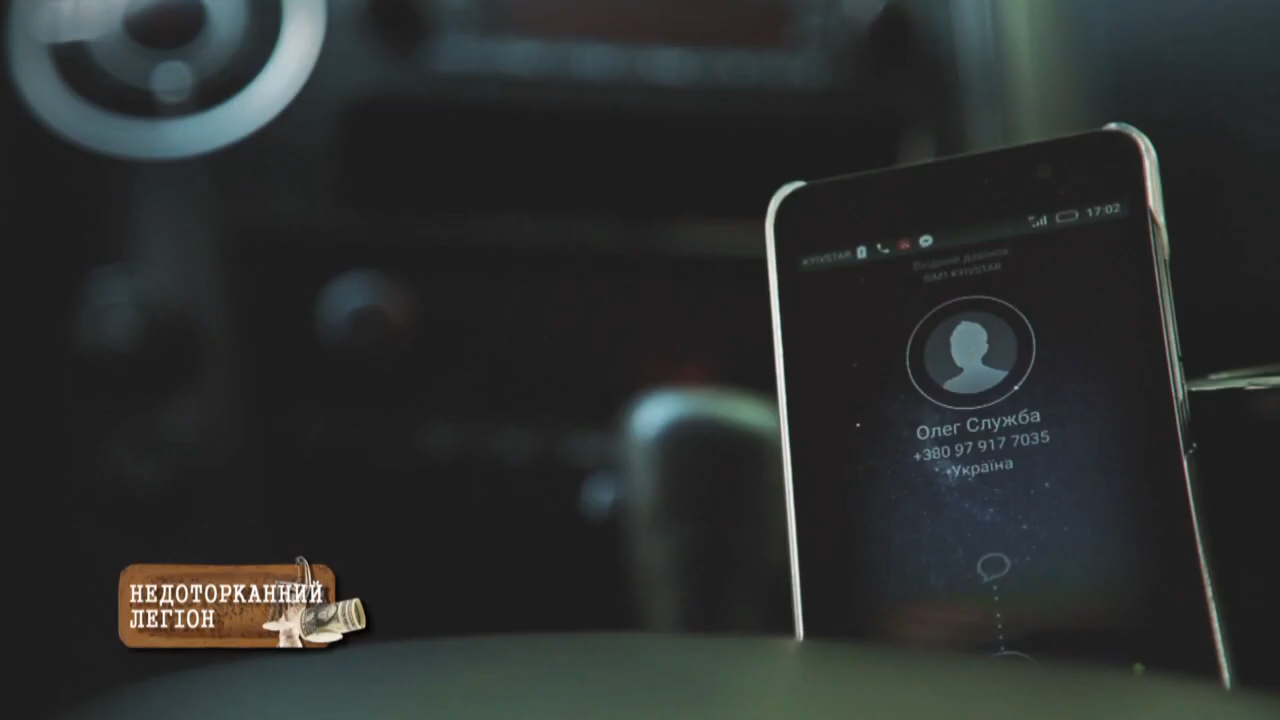 KYIVSTAR 17:02
Вхідний дзвінок
SIM1 KYIVSTAR
Олег Служба
+380 97 917 7035
Україна
НЕДОТОРКАННИЙ
ЛЕГІОН